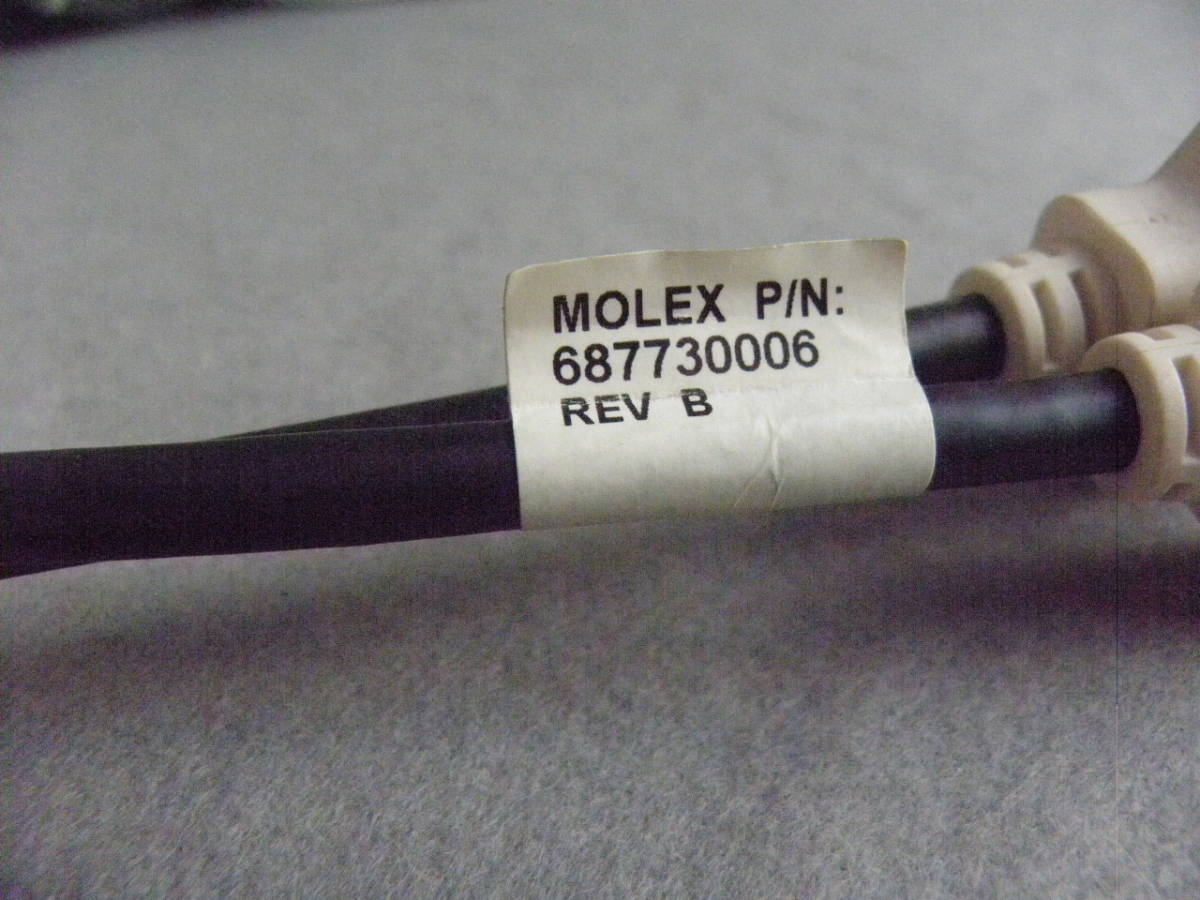 MOLEX P/N:
687730006
REV B